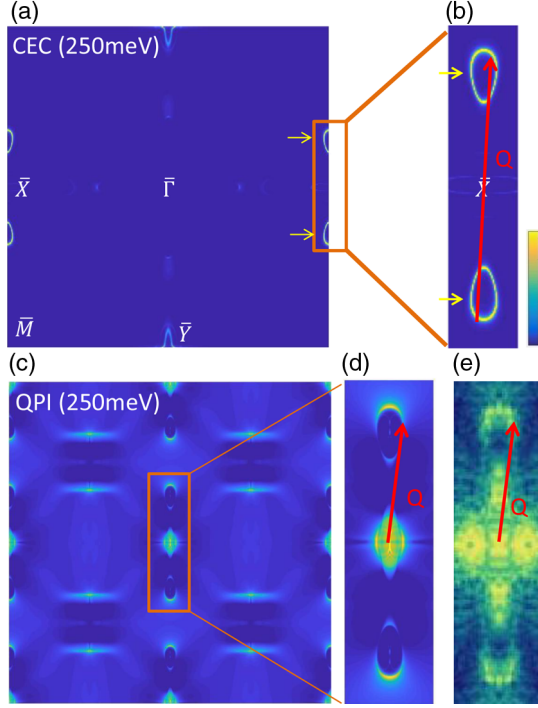 (a)
CEC (250meV)
X̄
Γ̄
M̄
Ȳ
(b)
Q
X̄
(c)
QPI (250meV)
(d)
Q
(e)
Q